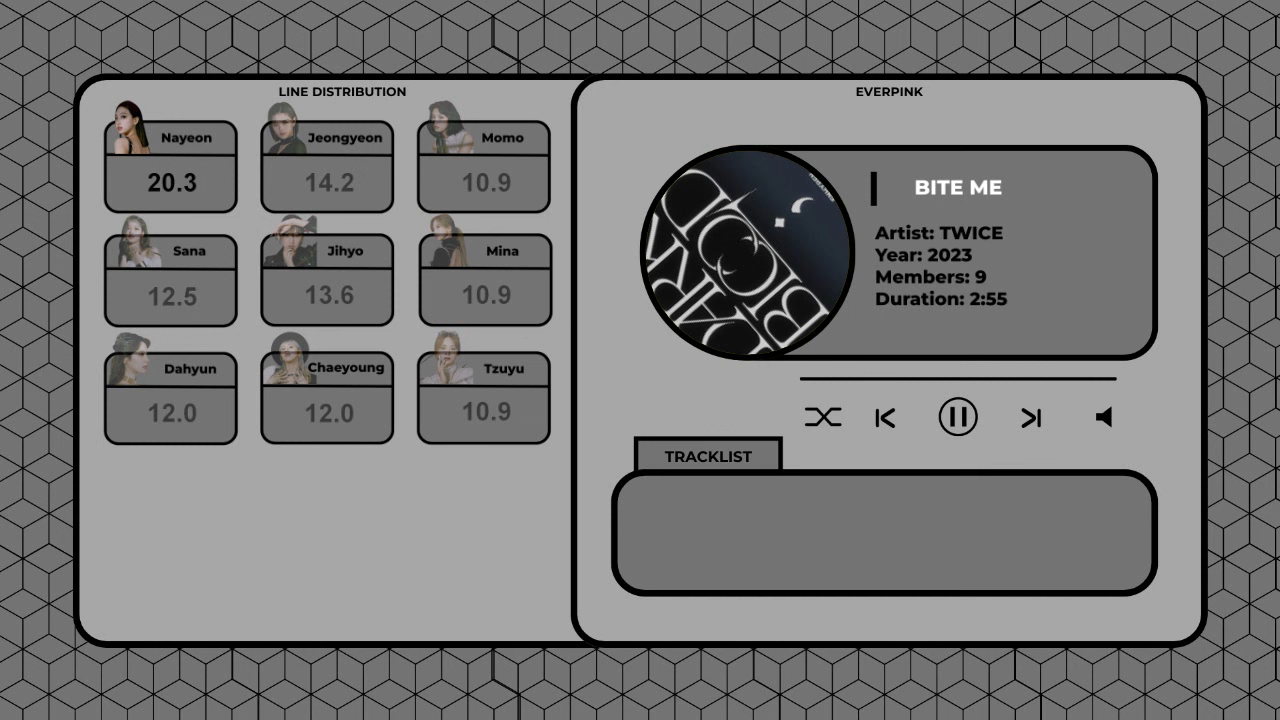 LINE DISTRIBUTION
Nayeon
20.3
Jeongyeon
14.2
Momo
10.9
Sana
12.5
Jihyo
13.6
Mina
10.9
Dahyun
12.0
Chaeyoung
12.0
Tzuyu
10.9
EVERPINK
BITE ME
Artist: TWICE
Year: 2023
Members: 9
Duration: 2:55
TRACKLIST